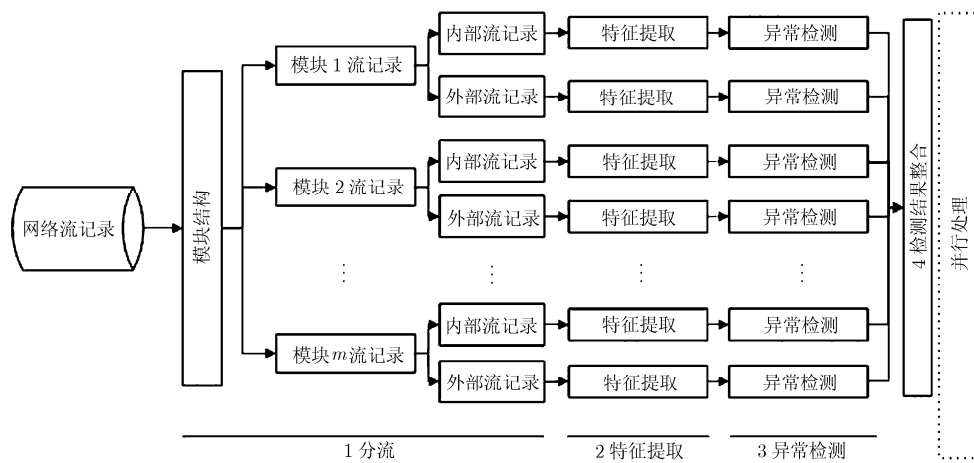 网络流记录
模块结构
模块1流记录
内部流记录
特征提取
异常检测
外部流记录
特征提取
异常检测
模块2流记录
内部流记录
特征提取
异常检测
外部流记录
特征提取
异常检测
模块m流记录
内部流记录
特征提取
异常检测
外部流记录
特征提取
异常检测
4检测结果整合
并行处理
1分流
2特征提取
3异常检测